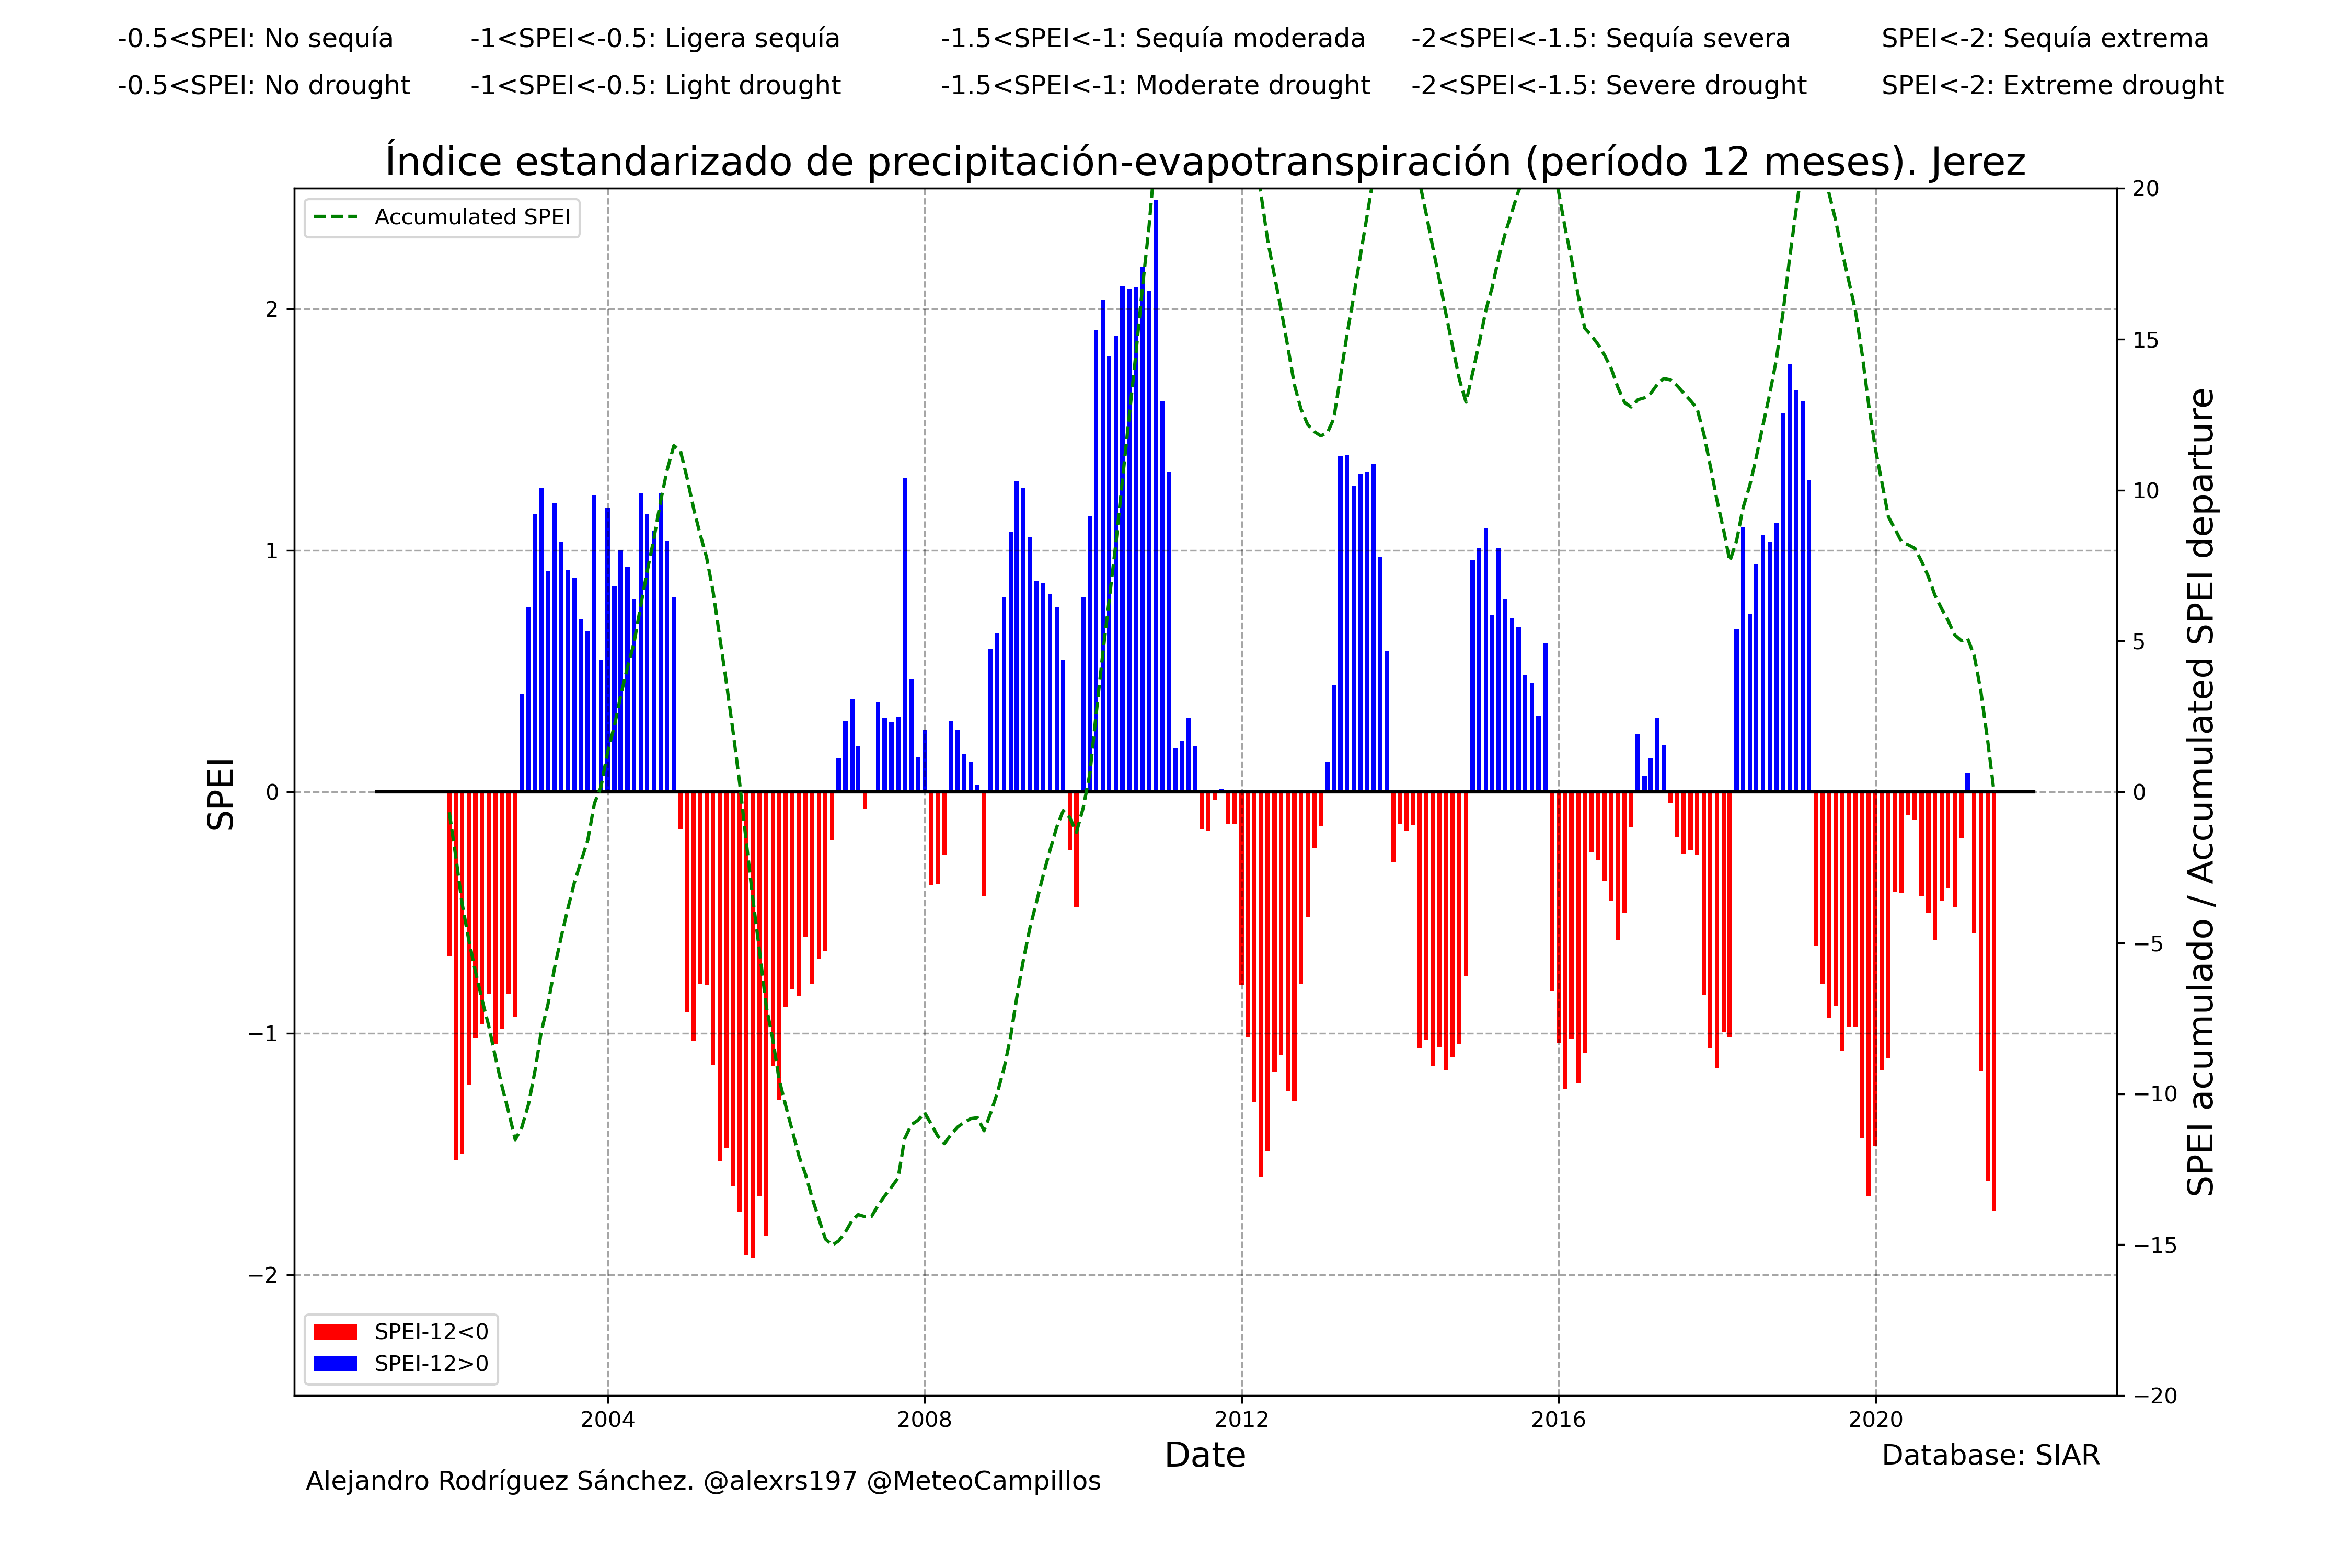 -0.5<SPEI: No sequía -1<SPEI<-0.5: Ligera sequía -1.5<SPEI<-1: Sequía moderada -2<SPEI<-1.5: Sequía severa SPEI<-2: Sequía extrema
-0.5<SPEI: No drought -1<SPEI<-0.5: Light drought -1.5<SPEI<-1: Moderate drought -2<SPEI<-1.5: Severe drought SPEI<-2: Extreme drought
Índice estandarizado de precipitación-evapotranspiración (período 12 meses). Jerez
Accumulated SPEI
2
1
0
−1
−2
SPEI
20
15
10
5
0
−5
−10
−15
−20
SPEI acumulado / Accumulated SPEI departure
SPEI-12<0
SPEI-12>0
2004 2008 2012 2016 2020
Date
Database: SIAR
Alejandro Rodríguez Sánchez. @alexrs197 @MeteoCampillos